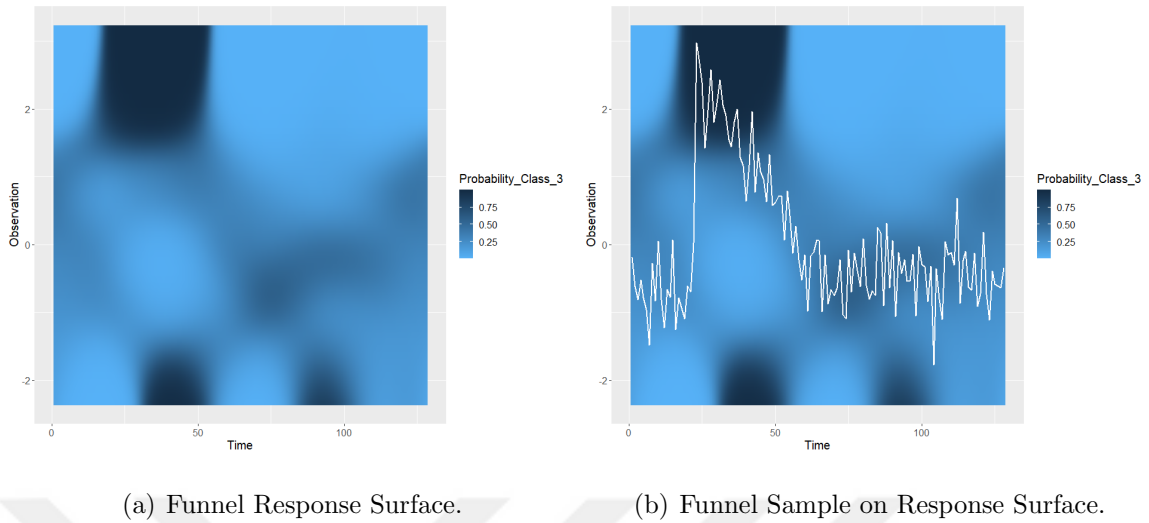 2
0
-2
Observation
0
50
100
Time
Probability_Class_3
0.75
0.50
0.25
2
0
-2
Observation
0
50
100
Time
Probability_Class_3
0.75
0.50
0.25
(a) Funnel Response Surface.
(b) Funnel Sample on Response Surface.